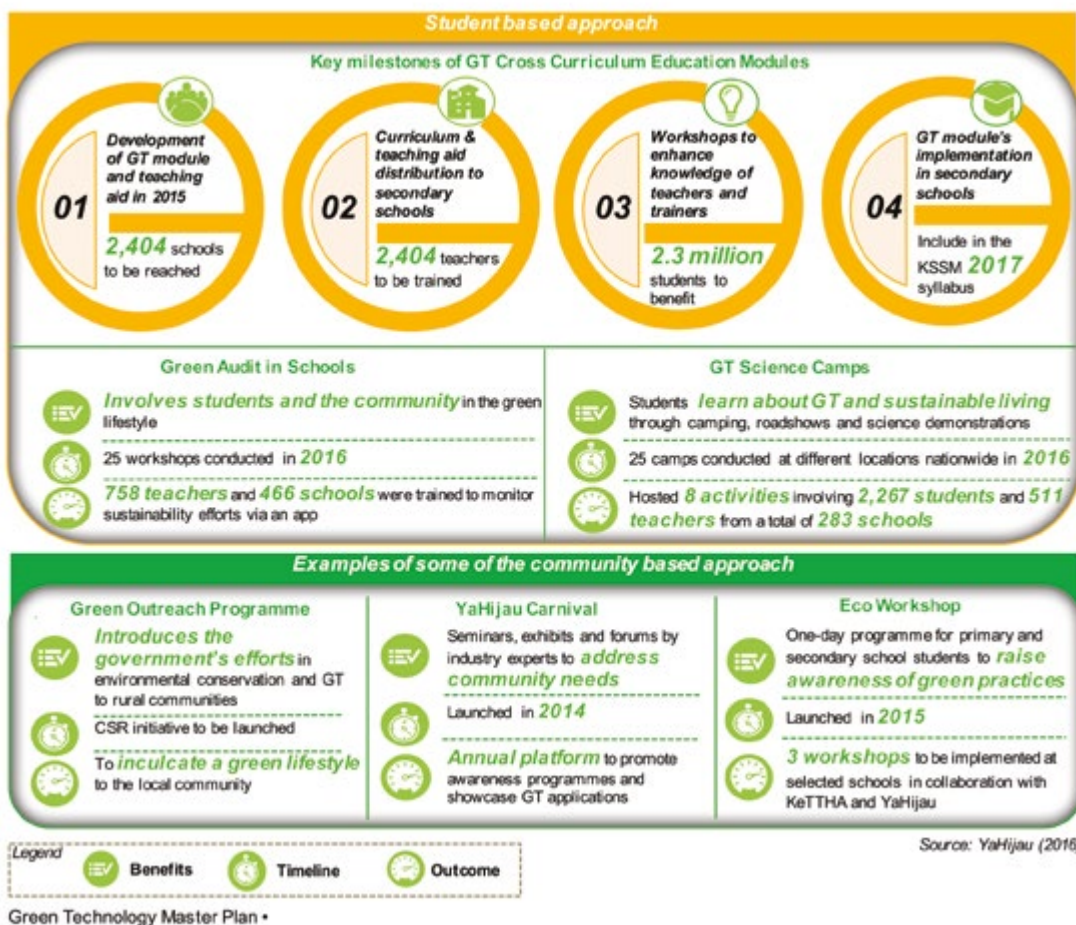 Student based approach
Key milestones of GT Cross Curriculum Education Modules
01
Development
of GT module
and teaching
aid in 2015
2,404 schools
to be reached
02
Curriculum &
teaching aid
distribution to
secondary
schools
2,404 teachers
to be trained
03
Workshops to
enhance
knowledge of
teachers and
trainers
2.3 million
students to
benefit
04
GT module's
implementation
in secondary
schools
Include in the
KSSM 2017
syllabus
Green Audit in Schools
Involves students and the community in the green
lifestyle
25 workshops conducted in 2016
758 teachers and 466 schools were trained to monitor
sustainability efforts via an app
GT Science Camps
Students learn about GT and sustainable living
through camping, roadshows and science demonstrations
25 camps conducted at different locations nationwide in 2016
Hosted 8 activities involving 2,267 students and 511
teachers from a total of 283 schools
Examples of some of the community based approach
Green Outreach Programme
Introduces the
government's efforts in
environmental conservation and GT
to rural communities
CSR initiative to be launched
To inculcate a green lifestyle
to the local community
YaHijau Carnival
Seminars, exhibits and forums by
industry experts to address
community needs
Launched in 2014
Annual platform to promote
awareness programmes and
showcase GT applications
Eco Workshop
One-day programme for primary and
secondary school students to raise
awareness of green practices
Launched in 2015
3 workshops to be implemented at
selected schools in collaboration with
KeTTHA and YaHijau
Legend
Benefits
Timeline
Outcome
Source: YaHijau (2016
Green Technology Master Plan •